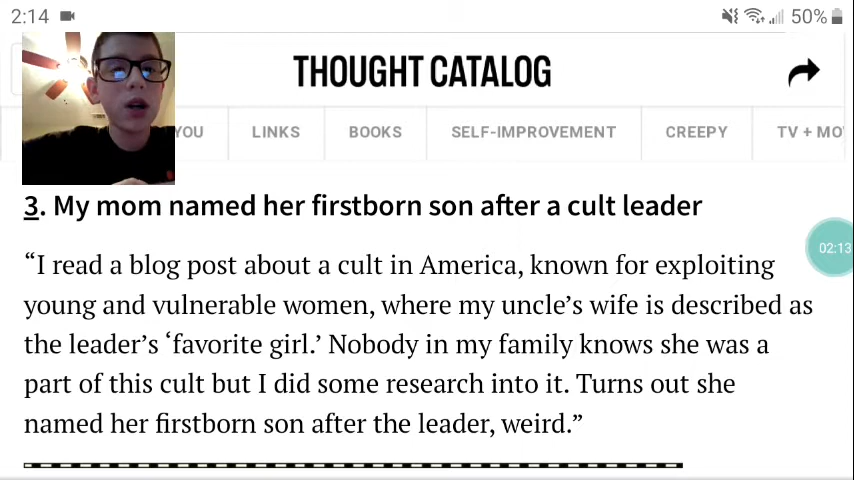 2:14 50%
THOUGHT CATALOG
YOU LINKS BOOKS SELF-IMPROVEMENT CREEPY TV + MO
3. My mom named her firstborn son after a cult leader
02:13
“I read a blog post about a cult in America, known for exploiting
young and vulnerable women, where my uncle’s wife is described as
the leader’s ‘favorite girl.’ Nobody in my family knows she was a
part of this cult but I did some research into it. Turns out she
named her firstborn son after the leader, weird.”